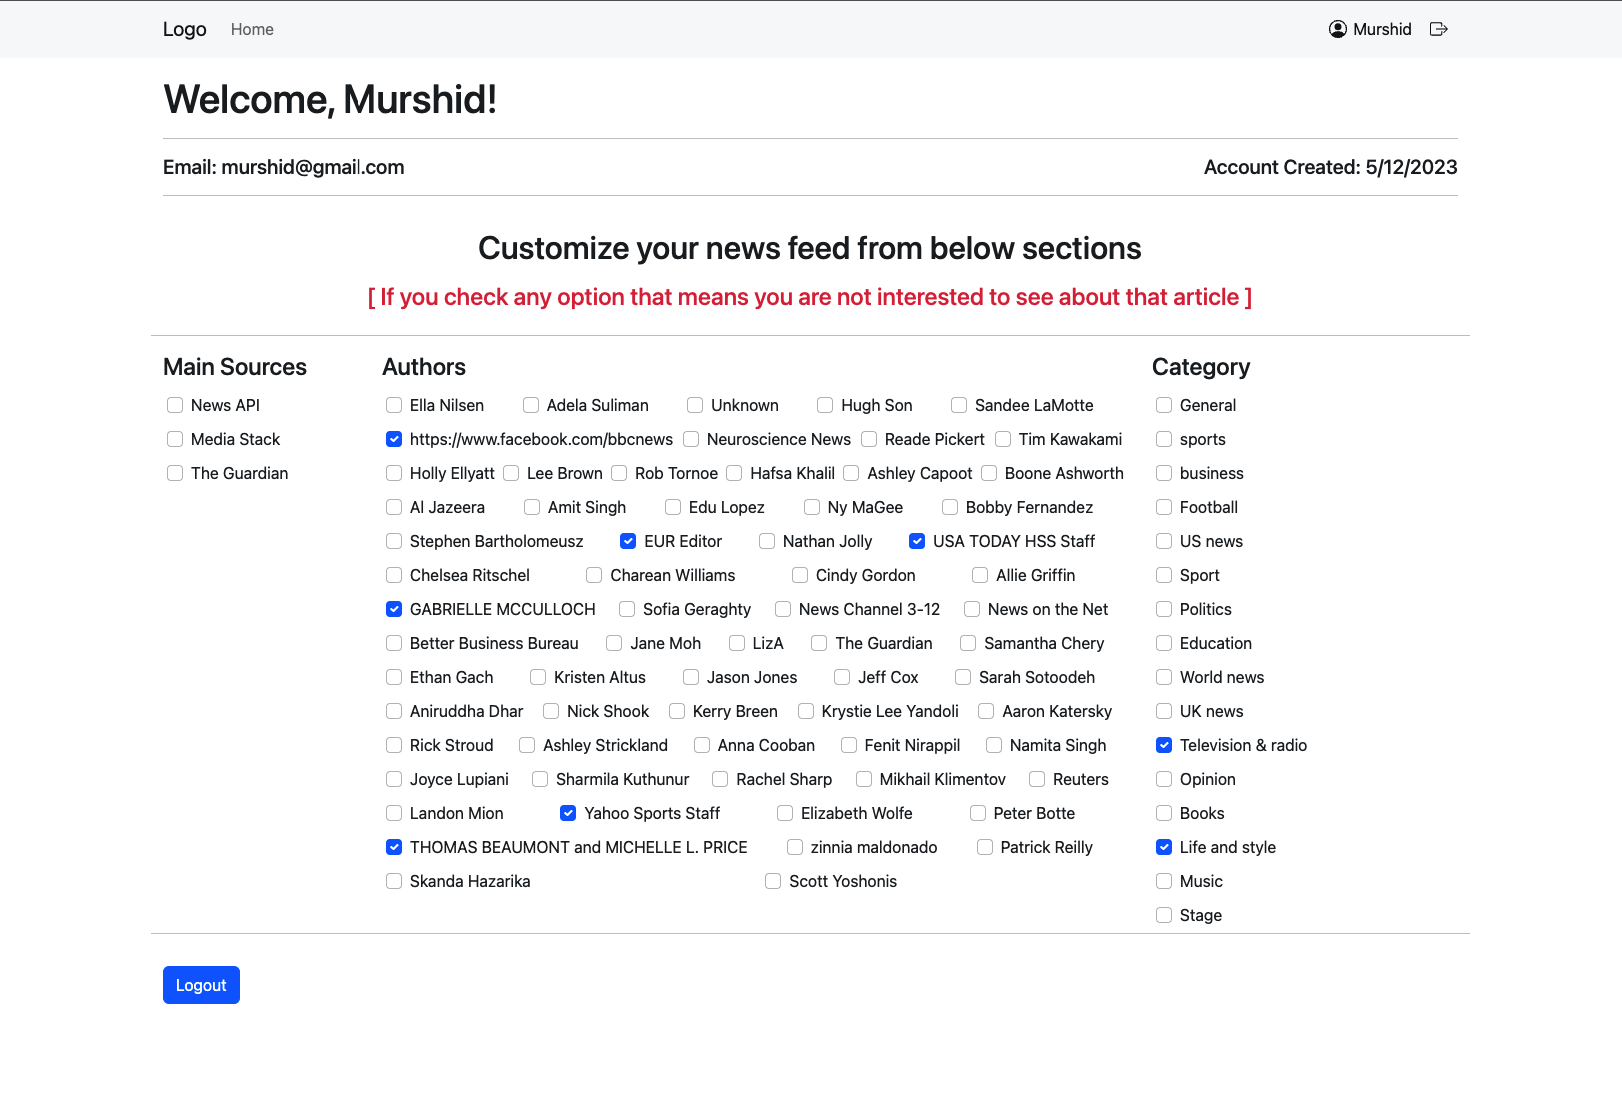 Logo Home Murshid
Welcome, Murshid!
Email: murshid@gmail.com Account Created: 5/12/2023
Customize your news feed from below sections
[ If you check any option that means you are not interested to see about that article ]
Main Sources
News API
Media Stack
The Guardian
Authors
Ella Nilsen Adela Suliman Unknown Hugh Son Sandee LaMotte
https://www.facebook.com/bbcnews Neuroscience News Reade Pickert Tim Kawakami
Holly Ellyatt Lee Brown Rob Tornoe Hafsa Khalil Ashley Capoot Boone Ashworth
Al Jazeera Amit Singh Edu Lopez Ny MaGee Bobby Fernandez
Stephen Bartholomeusz EUR Editor Nathan Jolly USA TODAY HSS Staff
Chelsea Ritschel Charean Williams Cindy Gordon Allie Griffin
GABRIELLE MCCULLOCH Sofia Geraghty News Channel 3-12 News on the Net
Better Business Bureau Jane Moh LizA The Guardian Samantha Chery
Ethan Gach Kristen Altus Jason Jones Jeff Cox Sarah Sotoodeh
Aniruddha Dhar Nick Shook Kerry Breen Krystie Lee Yandoli Aaron Katersky
Rick Stroud Ashley Strickland Anna Cooban Fenit Nirappil Namita Singh
Joyce Lupiani Sharmila Kuthunur Rachel Sharp Mikhail Klimentov Reuters
Landon Mion Yahoo Sports Staff Elizabeth Wolfe Peter Botte
THOMAS BEAUMONT and MICHELLE L. PRICE zinnia maldonado Patrick Reilly
Skanda Hazarika Scott Yoshonis
Category
General
sports
business
Football
US news
Sport
Politics
Education
World news
UK news
Television & radio
Opinion
Books
Life and style
Music
Stage
Logout